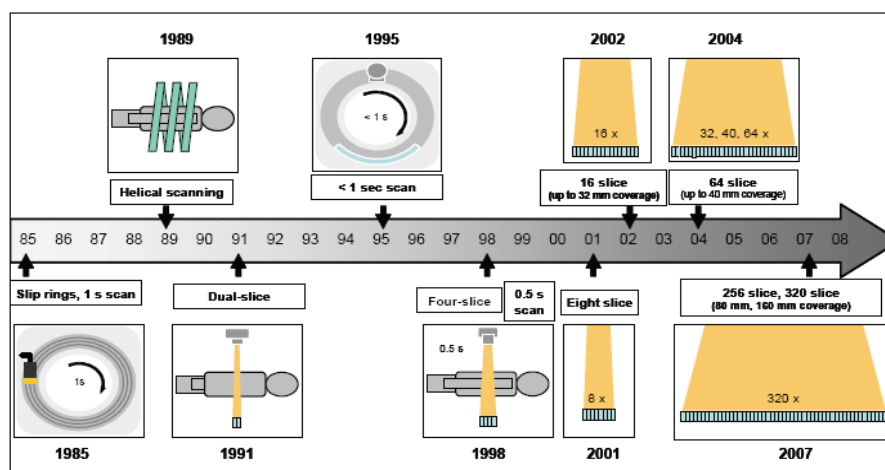 1989
1995
2002
2004
< 1 s
16 x
32, 40, 64 x
Helical scanning
< 1 sec scan
16 slice
(up to 32 mm coverage)
64 slice
(up to 40 mm coverage)
85 86 87 88 89 90 91 92 93 94 95 96 97 98 99 00 01 02 03 04 05 06 07 08
Slip rings, 1 s scan
Dual-slice
Four-slice
0.5 s
scan
Eight slice
256 slice, 320 slice
(80 mm, 160 mm coverage)
1s
0.5 s
8 x
320 x
1985
1991
1998
2001
2007